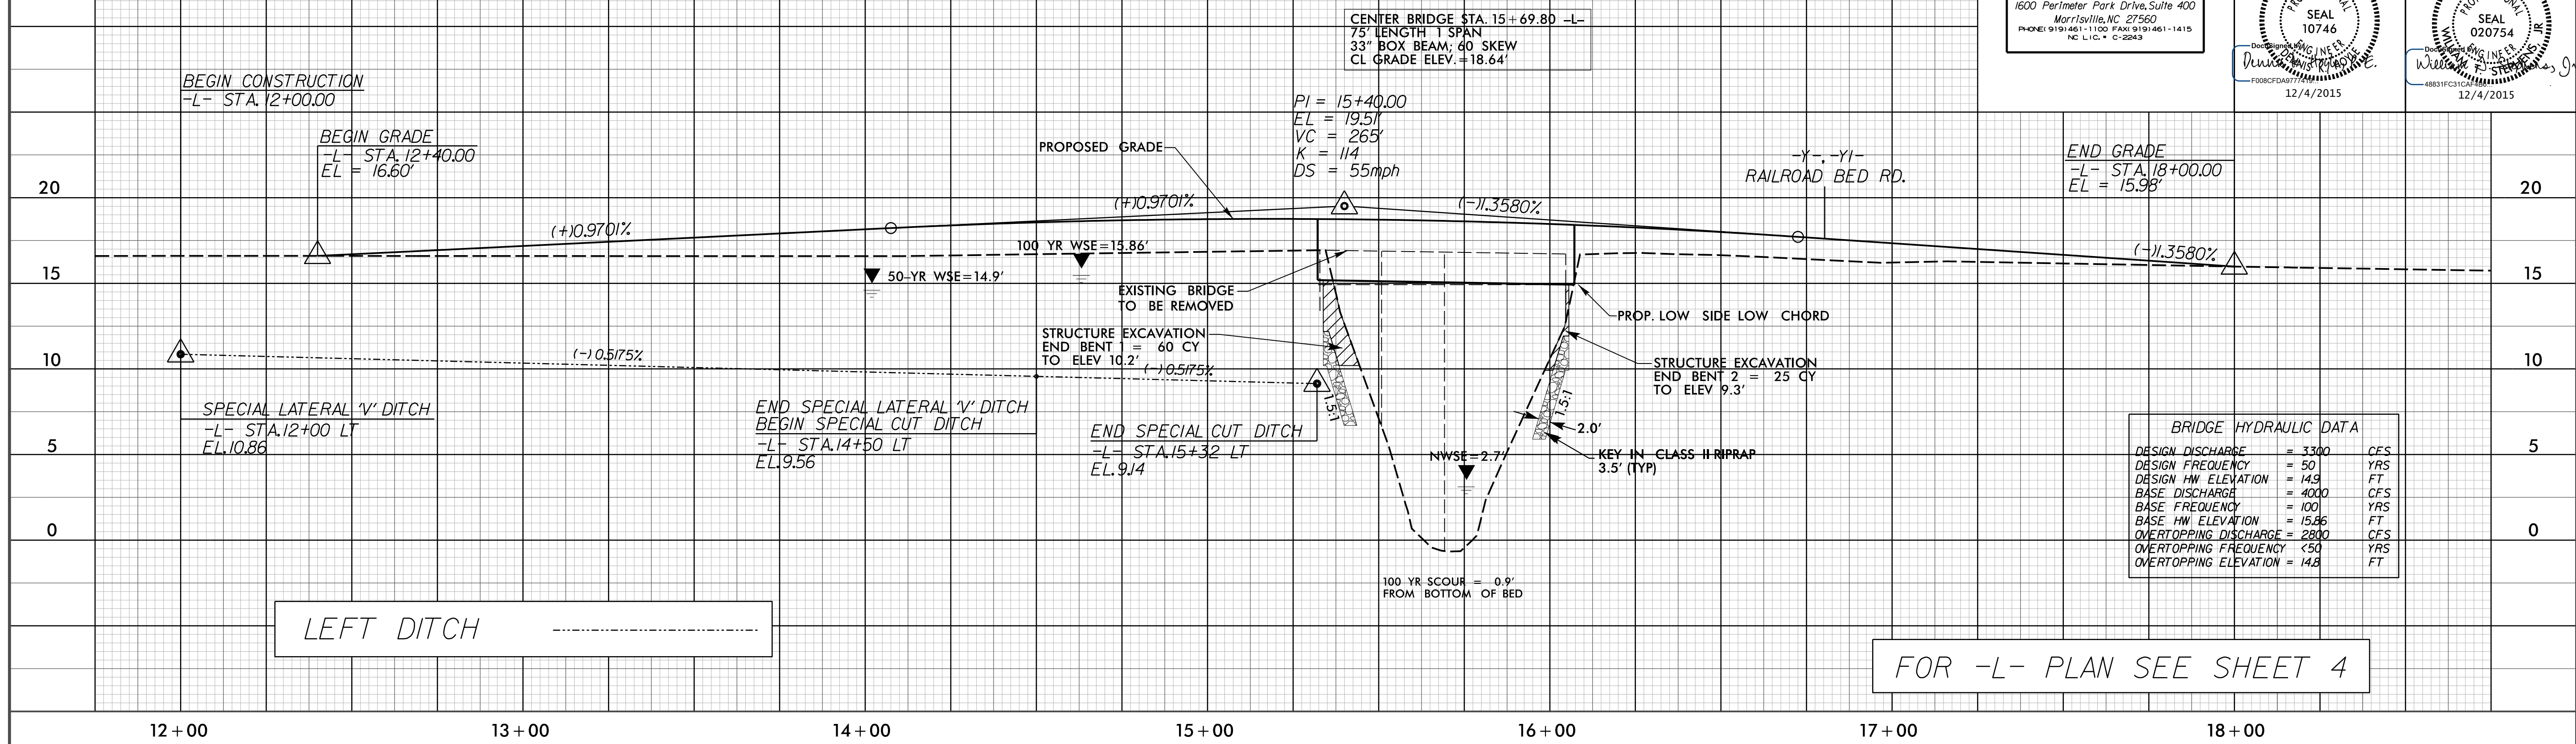 CENTER BRIDGE STA. 15+69.80 -L-
75' LENGTH 1 SPAN
33" BOX BEAM; 60 SKEW
CL GRADE ELEV.=18.64'
1600 Perimeter Park Drive, Suite 400
Morrisville, NC 27560
PHONE(919)461-1100 FAX(919)461-1415
NC LIC. # C-2243
SEAL
10746
ENGINEER
DocuSigned by
F008CFDA9777
12/4/2015
SEAL
020754
ENGINEER
WILLIAM T.J. STEPHENS, JR
DocuSigned by
48831FC31CAF4B6
12/4/2015
BEGIN CONSTRUCTION
-L- STA. 12+00.00
BEGIN GRADE
-L- STA. 12+40.00
EL = 16.60'
PROPOSED GRADE
PI = 15+40.00
EL = 19.51'
VC = 265'
K = 114
DS = 55mph
-Y-, -Y1-
RAILROAD BED RD.
END GRADE
-L- STA. 18+00.00
EL = 15.98'
20
20
(+)0.9701%
(+)0.9701%
(-)1.3580%
(-)1.3580%
100 YR WSE=15.86'
50-YR WSE=14.9'
15
15
EXISTING BRIDGE
TO BE REMOVED
PROP. LOW SIDE LOW CHORD
STRUCTURE EXCAVATION
END BENT 1 = 60 CY
TO ELEV 10.2'
STRUCTURE EXCAVATION
END BENT 2 = 25 CY
TO ELEV 9.3'
10
10
(-)0.5175%
(-)0.5175%
SPECIAL LATERAL 'V' DITCH
-L- STA.12+00 LT
EL.10.86
END SPECIAL LATERAL 'V' DITCH
BEGIN SPECIAL CUT DITCH
-L- STA.14+50 LT
EL.9.56
END SPECIAL CUT DITCH
-L- STA.15+32 LT
EL.9.14
1.5:1
1.5:1
2.0'
KEY IN CLASS II RIPRAP
3.5' (TYP)
NWSE=2.7'
5
5
BRIDGE HYDRAULIC DATA
DESIGN DISCHARGE = 3300 CFS
DESIGN FREQUENCY = 50 YRS
DESIGN HW ELEVATION = 14.9 FT
BASE DISCHARGE = 4000 CFS
BASE FREQUENCY = 100 YRS
BASE HW ELEVATION = 15.86 FT
OVERTOPPING DISCHARGE = 2800 CFS
OVERTOPPING FREQUENCY <50 YRS
OVERTOPPING ELEVATION = 14.8 FT
0
0
100 YR SCOUR = 0.9'
FROM BOTTOM OF BED
LEFT DITCH
FOR -L- PLAN SEE SHEET 4
12+00
13+00
14+00
15+00
16+00
17+00
18+00